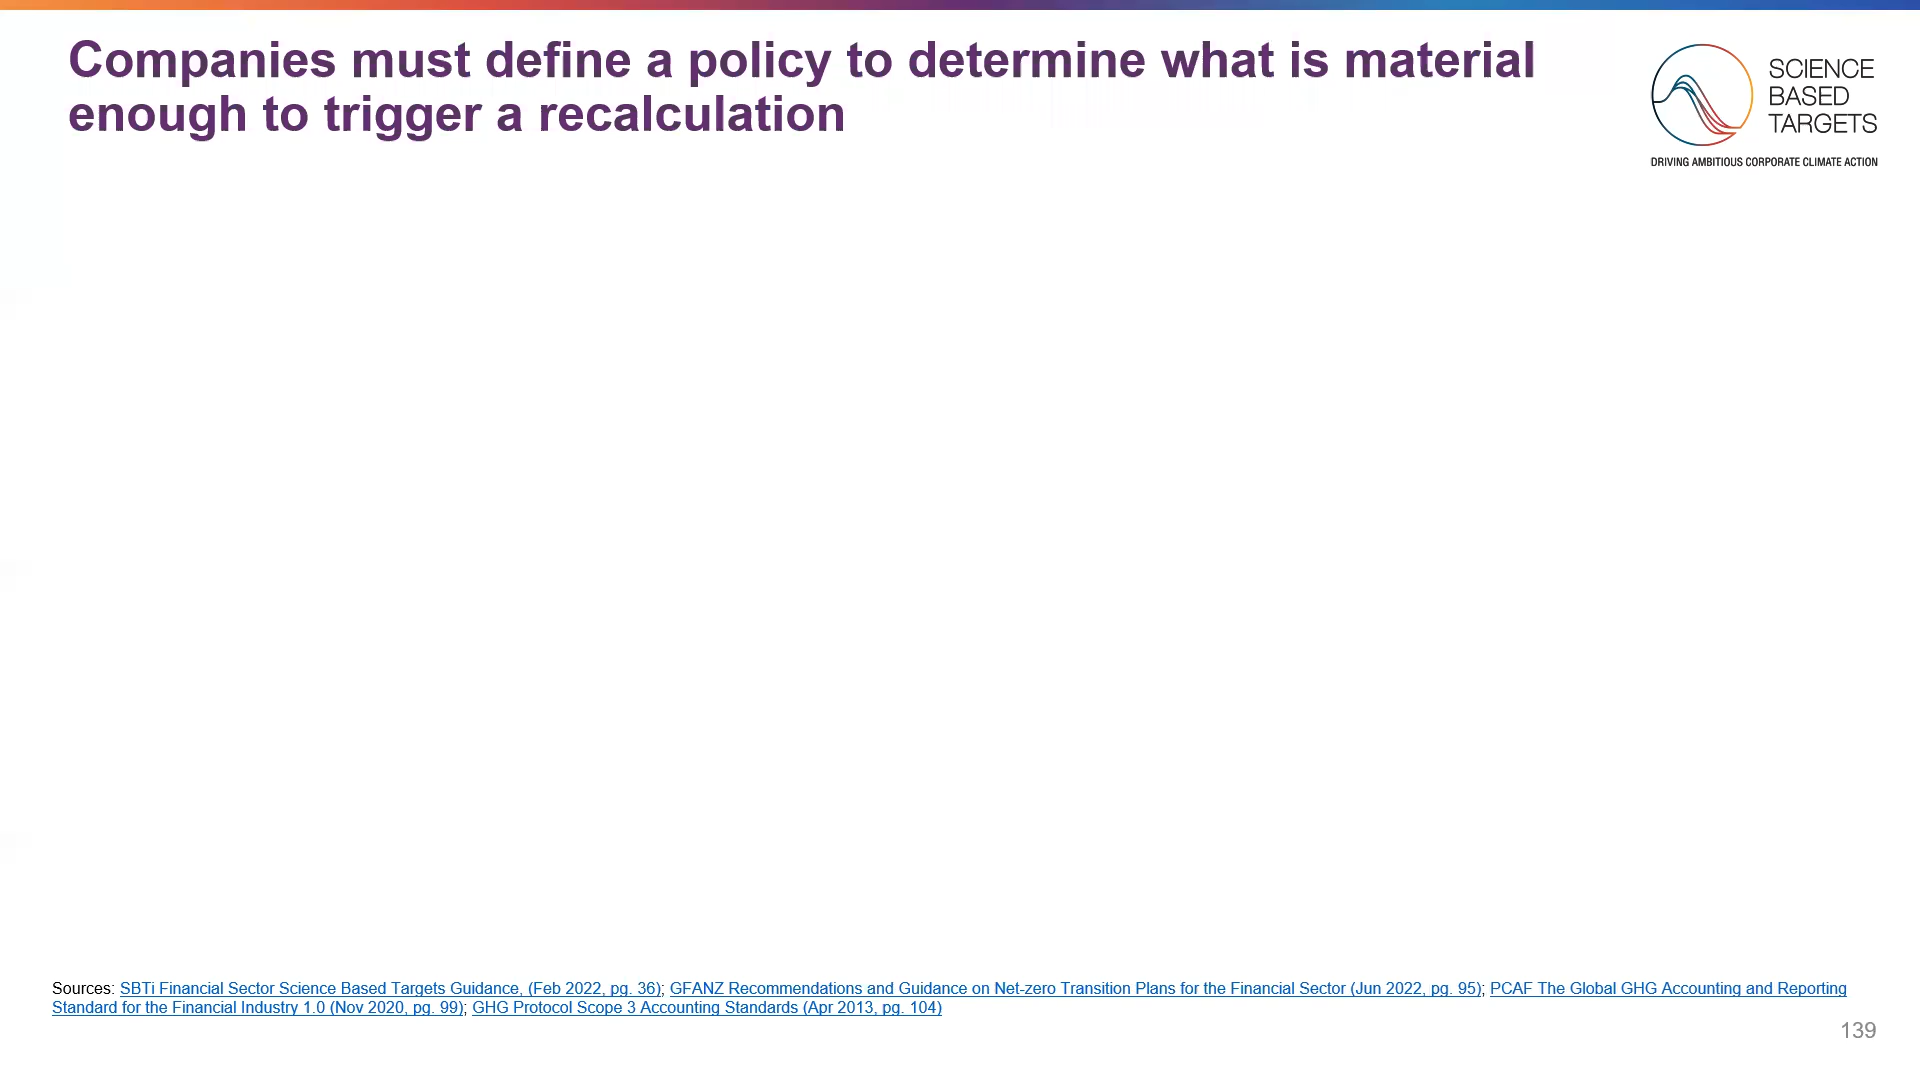 Companies must define a policy to determine what is material
enough to trigger a recalculation
SCIENCE
BASED
TARGETS
DRIVING AMBITIOUS CORPORATE CLIMATE ACTION
Sources: SBTi Financial Sector Science Based Targets Guidance, (Feb 2022, pg. 36); GFANZ Recommendations and Guidance on Net-zero Transition Plans for the Financial Sector (Jun 2022, pg. 95); PCAF The Global GHG Accounting and Reporting
Standard for the Financial Industry 1.0 (Nov 2020, pg. 99); GHG Protocol Scope 3 Accounting Standards (Apr 2013, pg. 104)
139